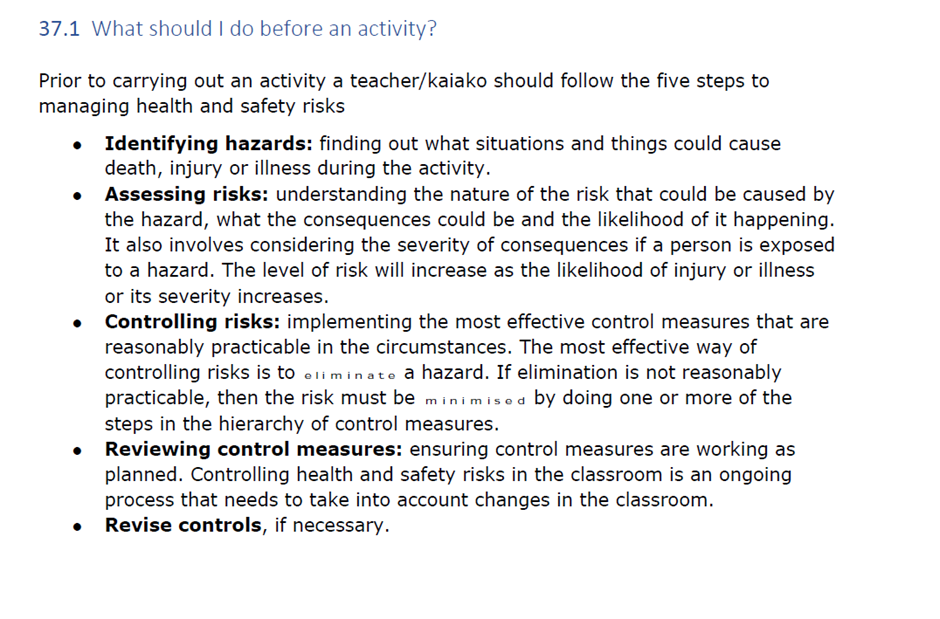 37.1 What should I do before an activity?
Prior to carrying out an activity a teacher/kaiako should follow the five steps to
managing health and safety risks
• Identifying hazards: finding out what situations and things could cause
death, injury or illness during the activity.
• Assessing risks: understanding the nature of the risk that could be caused by
the hazard, what the consequences could be and the likelihood of it happening.
It also involves considering the severity of consequences if a person is exposed
to a hazard. The level of risk will increase as the likelihood of injury or illness
or its severity increases.
• Controlling risks: implementing the most effective control measures that are
reasonably practicable in the circumstances. The most effective way of
controlling risks is to eliminate a hazard. If elimination is not reasonably
practicable, then the risk must be minimised by doing one or more of the
steps in the hierarchy of control measures.
• Reviewing control measures: ensuring control measures are working as
planned. Controlling health and safety risks in the classroom is an ongoing
process that needs to take into account changes in the classroom.
• Revise controls, if necessary.